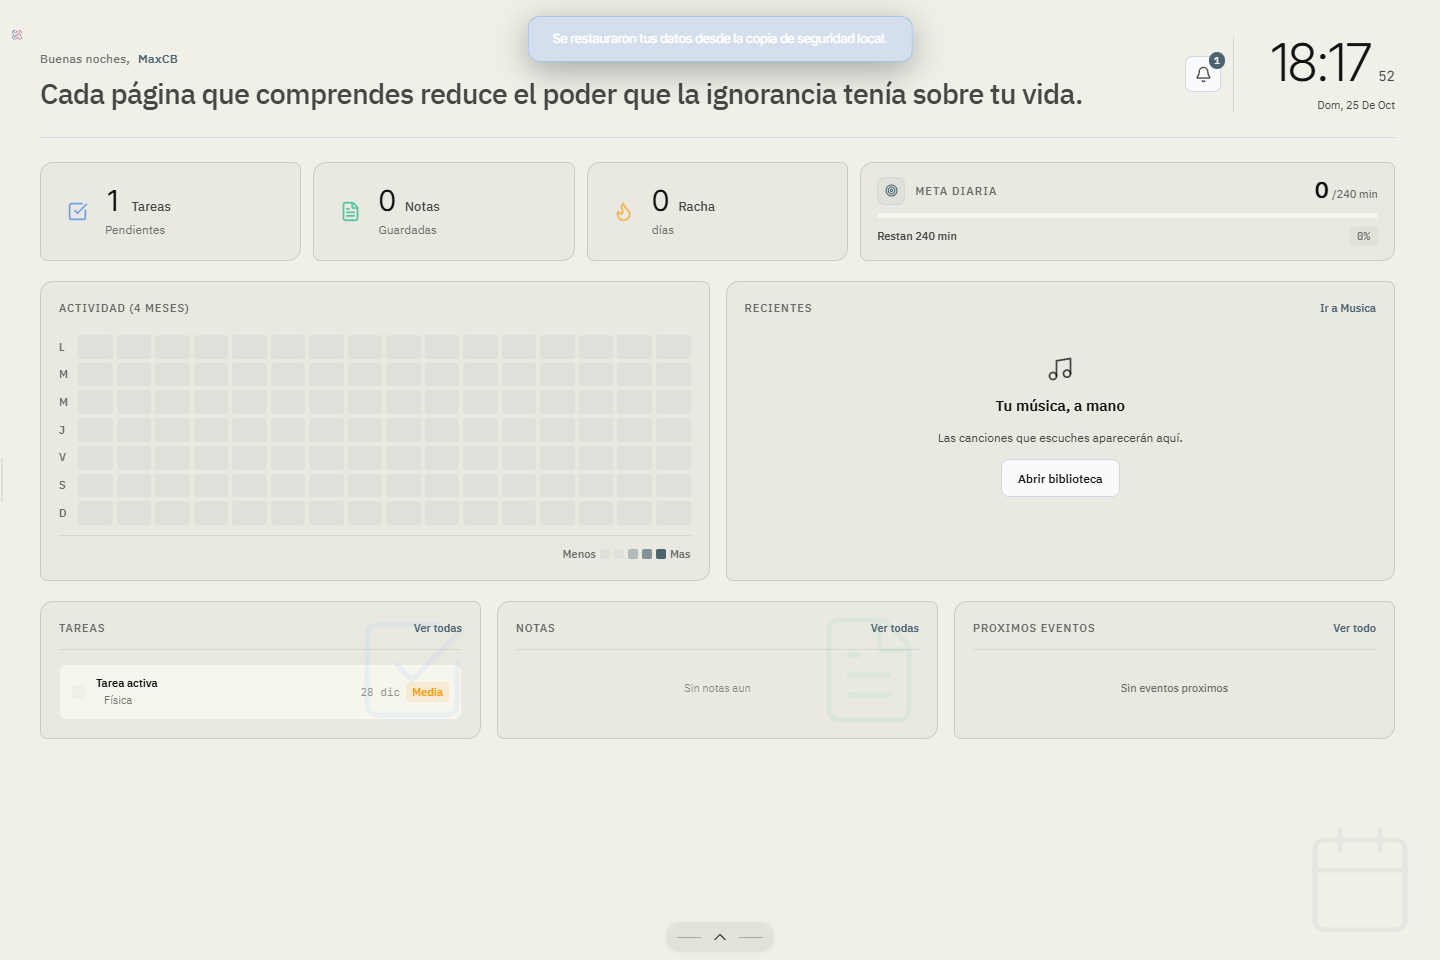 Se restauraron tus datos desde la copia de seguridad local.
Buenas noches, MaxCB
Cada página que comprendes reduce el poder que la ignorancia tenía sobre tu vida.
1
18:17 52
Dom, 25 De Oct
1 Tareas
Pendientes
0 Notas
Guardadas
0 Racha
días
META DIARIA
0 /240 min
Restan 240 min
0%
ACTIVIDAD (4 MESES)
L
M
M
J
V
S
D
Menos
Mas
RECIENTES
Ir a Musica
Tu música, a mano
Las canciones que escuches aparecerán aquí.
Abrir biblioteca
TAREAS
Ver todas
Tarea activa
Física
28 dic
Media
NOTAS
Ver todas
Sin notas aun
PROXIMOS EVENTOS
Ver todo
Sin eventos proximos